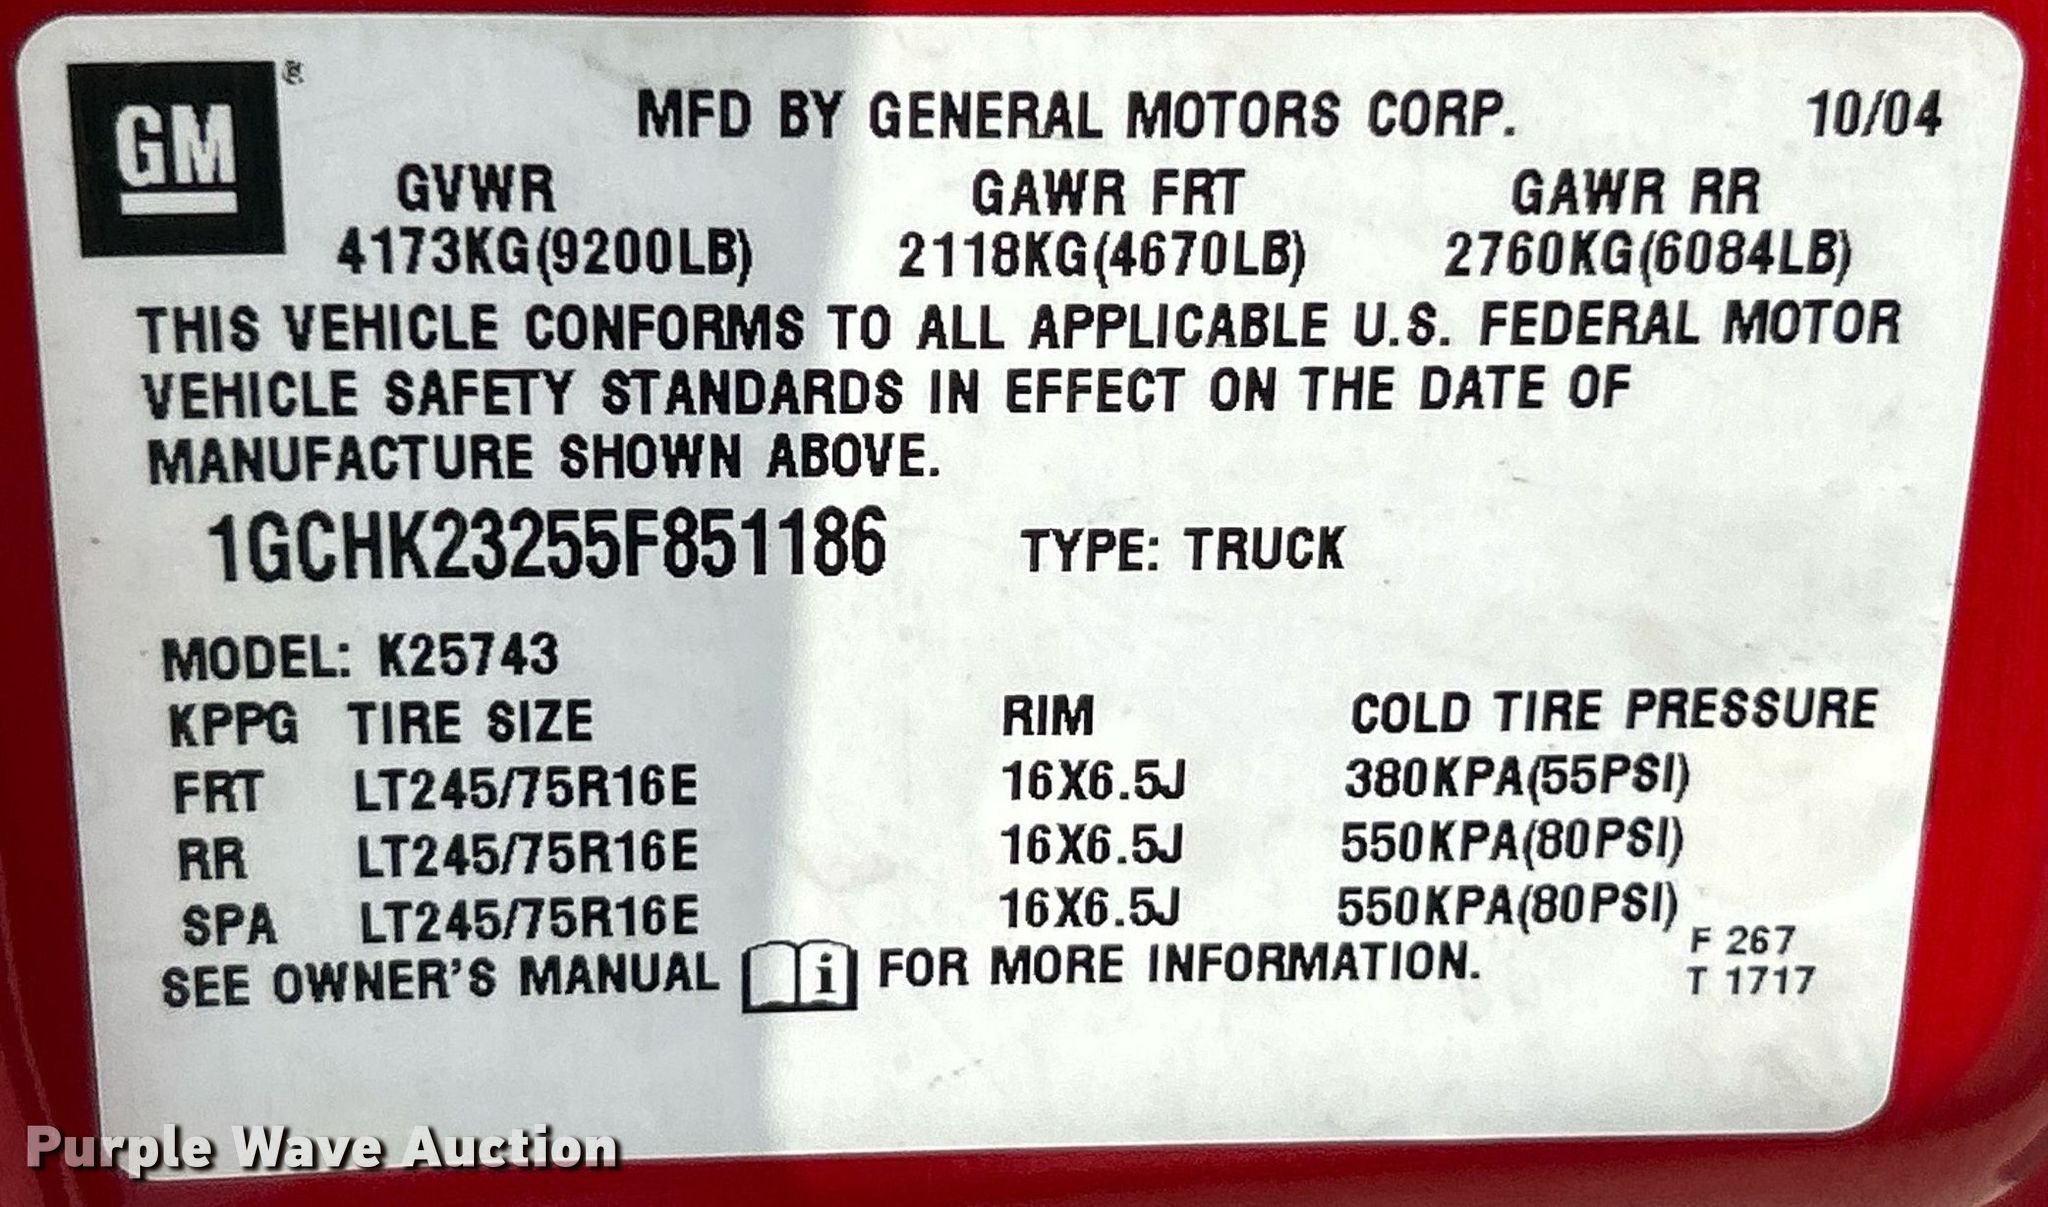 GM ®
MFD BY GENERAL MOTORS CORP. 10/04
GVWR GAWR FRT GAWR RR
4173KG(9200LB) 2118KG(4670LB) 2760KG(6084LB)
THIS VEHICLE CONFORMS TO ALL APPLICABLE U.S. FEDERAL MOTOR
VEHICLE SAFETY STANDARDS IN EFFECT ON THE DATE OF
MANUFACTURE SHOWN ABOVE.
1GCHK23255F851186 TYPE: TRUCK
MODEL: K25743
KPPG TIRE SIZE RIM COLD TIRE PRESSURE
FRT LT245/75R16E 16X6.5J 380KPA(55PSI)
RR LT245/75R16E 16X6.5J 550KPA(80PSI)
SPA LT245/75R16E 16X6.5J 550KPA(80PSI)
SEE OWNER'S MANUAL i FOR MORE INFORMATION.
F 267
T 1717
Purple Wave Auction